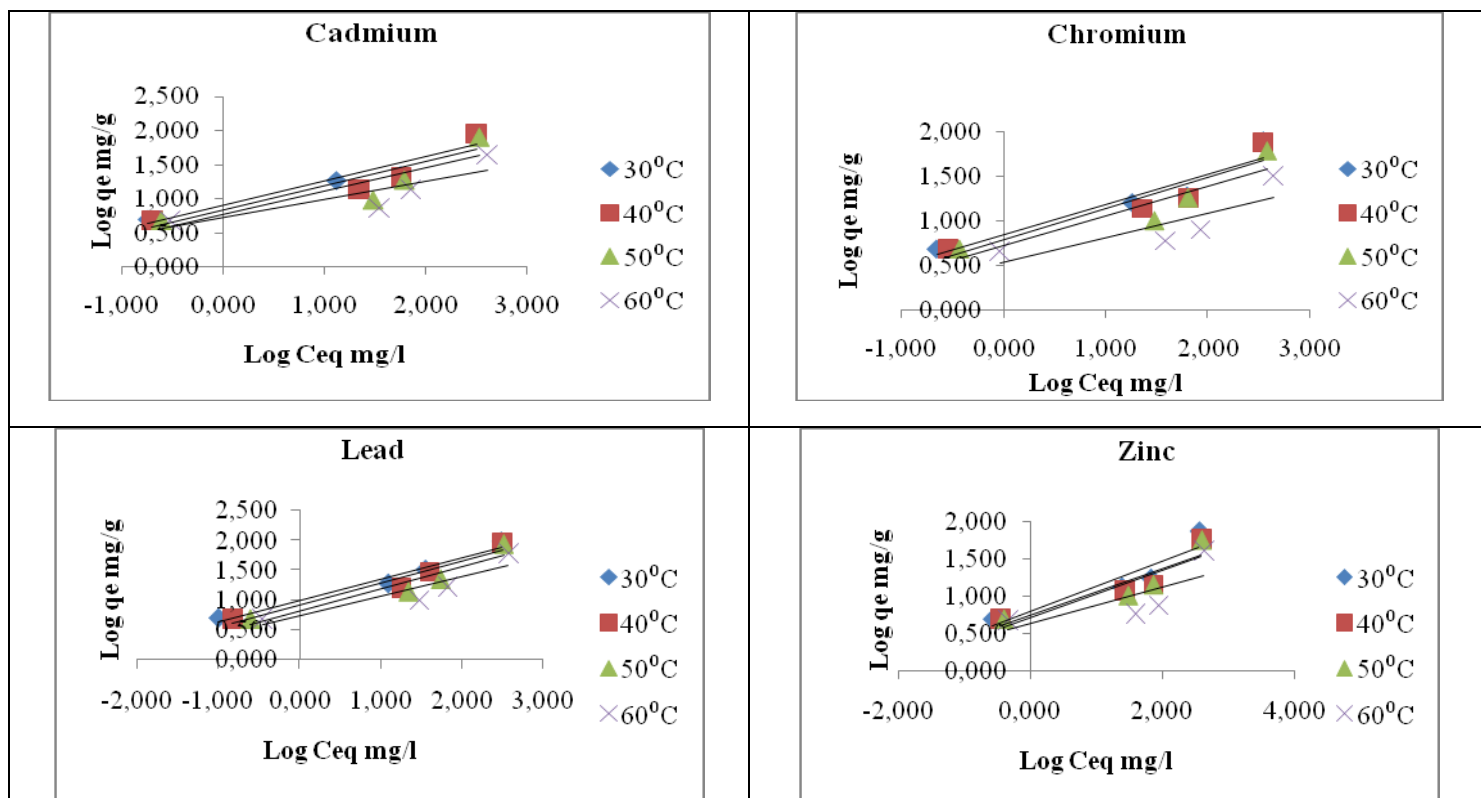 Cadmium
Log qe mg/g
2,500
2,000
1,500
1,000
0,500
0,000
-1,000 0,000 1,000 2,000 3,000
Log Ceq mg/l
30⁰C
40⁰C
50⁰C
60⁰C
Chromium
Log qe mg/g
2,000
1,500
1,000
0,500
0,000
-1,000 0,000 1,000 2,000 3,000
Log Ceq mg/l
30⁰C
40⁰C
50⁰C
60⁰C
Lead
Log qe mg/g
2,500
2,000
1,500
1,000
0,500
0,000
-2,000 -1,000 0,000 1,000 2,000 3,000
Log Ceq mg/l
30⁰C
40⁰C
50⁰C
60⁰C
Zinc
Log qe mg/g
2,000
1,500
1,000
0,500
0,000
-2,000 0,000 2,000 4,000
Log Ceq mg/l
30⁰C
40⁰C
50⁰C
60⁰C